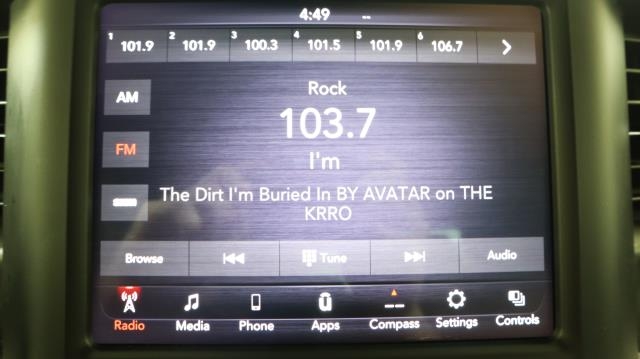 4:49 --
1 101.9 2 101.9 3 100.3 4 101.5 5 101.9 6 106.7
Rock
AM
103.7
FM
I'm
The Dirt I'm Buried In BY AVATAR on THE
KRRO
Browse Tune Audio
Radio Media Phone Apps Compass Settings Controls